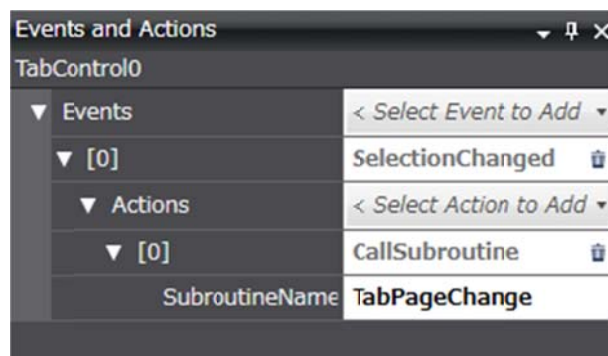 Events and Actions
TabControl0
Events < Select Event to Add
[0] SelectionChanged
Actions < Select Action to Add
[0] CallSubroutine
SubroutineName TabPageChange